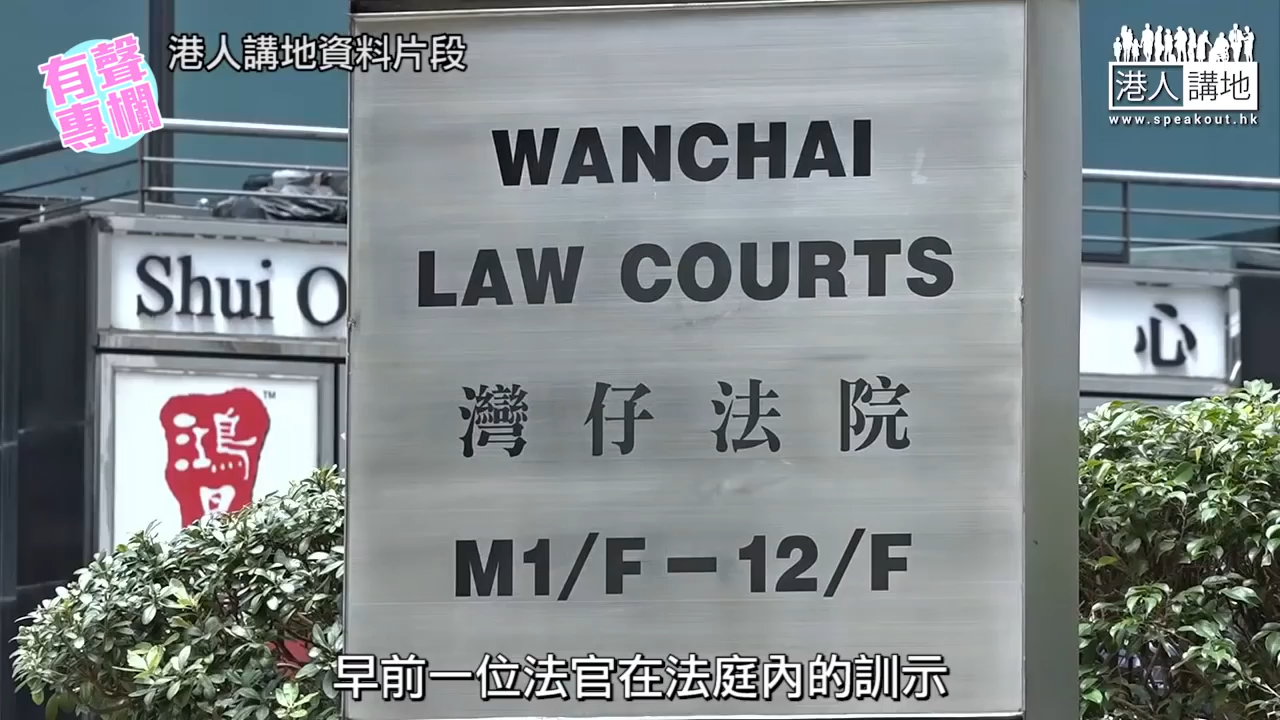 有聲
專欄
港人講地資料片段
港人講地
www.speakout.hk
WANCHAI
LAW COURTS
灣仔法院
M1/F－12/F
Shui O
鴻
TM
心
早前一位法官在法庭內的訓示